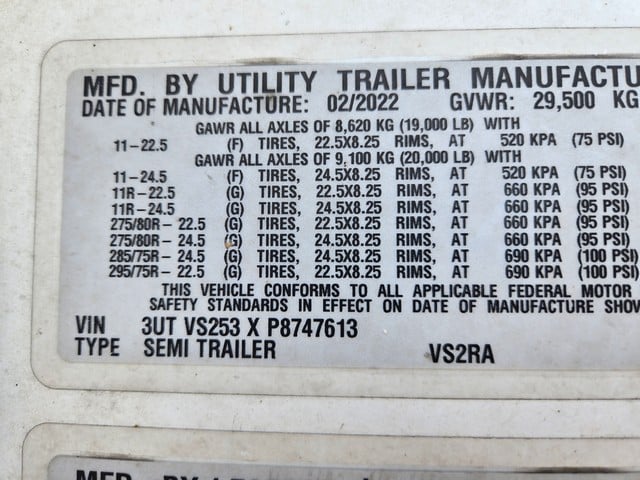 MFD. BY UTILITY TRAILER MANUFACTU
DATE OF MANUFACTURE: 02/2022 GVWR: 29,500 KG
GAWR ALL AXLES OF 8,620 KG (19,000 LB) WITH
11-22.5 (F) TIRES, 22.5X8.25 RIMS, AT 520 KPA (75 PSI)
GAWR ALL AXLES OF 9,100 KG (20,000 LB) WITH
11-24.5 (F) TIRES, 24.5X8.25 RIMS, AT 520 KPA (75 PSI)
11R-22.5 (G) TIRES, 22.5X8.25 RIMS, AT 660 KPA (95 PSI)
11R-24.5 (G) TIRES, 24.5X8.25 RIMS, AT 660 KPA (95 PSI)
275/80R-22.5 (G) TIRES, 22.5X8.25 RIMS, AT 660 KPA (95 PSI)
275/80R-24.5 (G) TIRES, 24.5X8.25 RIMS, AT 660 KPA (95 PSI)
285/75R-24.5 (G) TIRES, 24.5X8.25 RIMS, AT 690 KPA (100 PSI)
295/75R-22.5 (G) TIRES, 22.5X8.25 RIMS, AT 690 KPA (100 PSI)
THIS VEHICLE CONFORMS TO ALL APPLICABLE FEDERAL MOTOR
SAFETY STANDARDS IN EFFECT ON DATE OF MANUFACTURE SHOW
VIN 3UT VS253 X P8747613
TYPE SEMI TRAILER VS2RA
MFD. BY